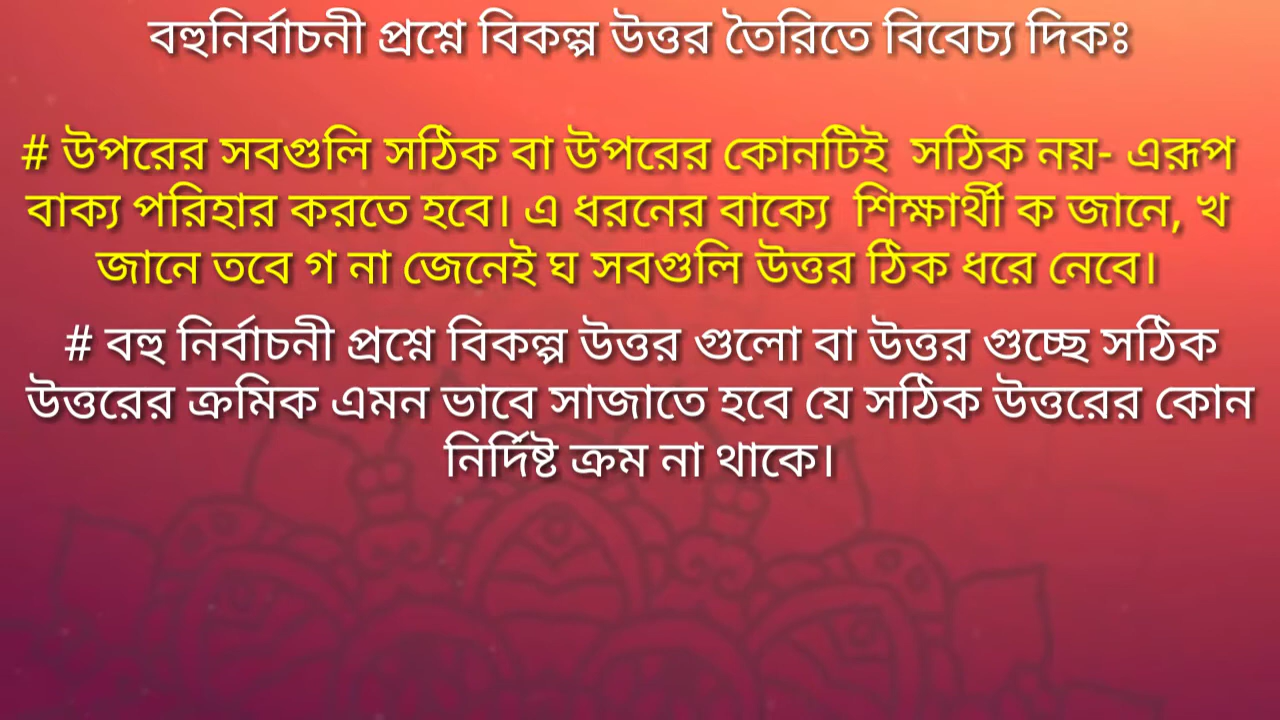 বহুনির্বাচনী প্রশ্নে বিকল্প উত্তর তৈরিতে বিবেচ্য দিকঃ
# উপরের সবগুলি সঠিক বা উপরের কোনটিই সঠিক নয়- এরূপ
বাক্য পরিহার করতে হবে। এ ধরনের বাক্যে শিক্ষার্থী ক জানে, খ
জানে তবে গ না জেনেই ঘ সবগুলি উত্তর ঠিক ধরে নেবে।
# বহু নির্বাচনী প্রশ্নে বিকল্প উত্তর গুলো বা উত্তর গুচ্ছে সঠিক
উত্তরের ক্রমিক এমন ভাবে সাজাতে হবে যে সঠিক উত্তরের কোন
নির্দিষ্ট ক্রম না থাকে।